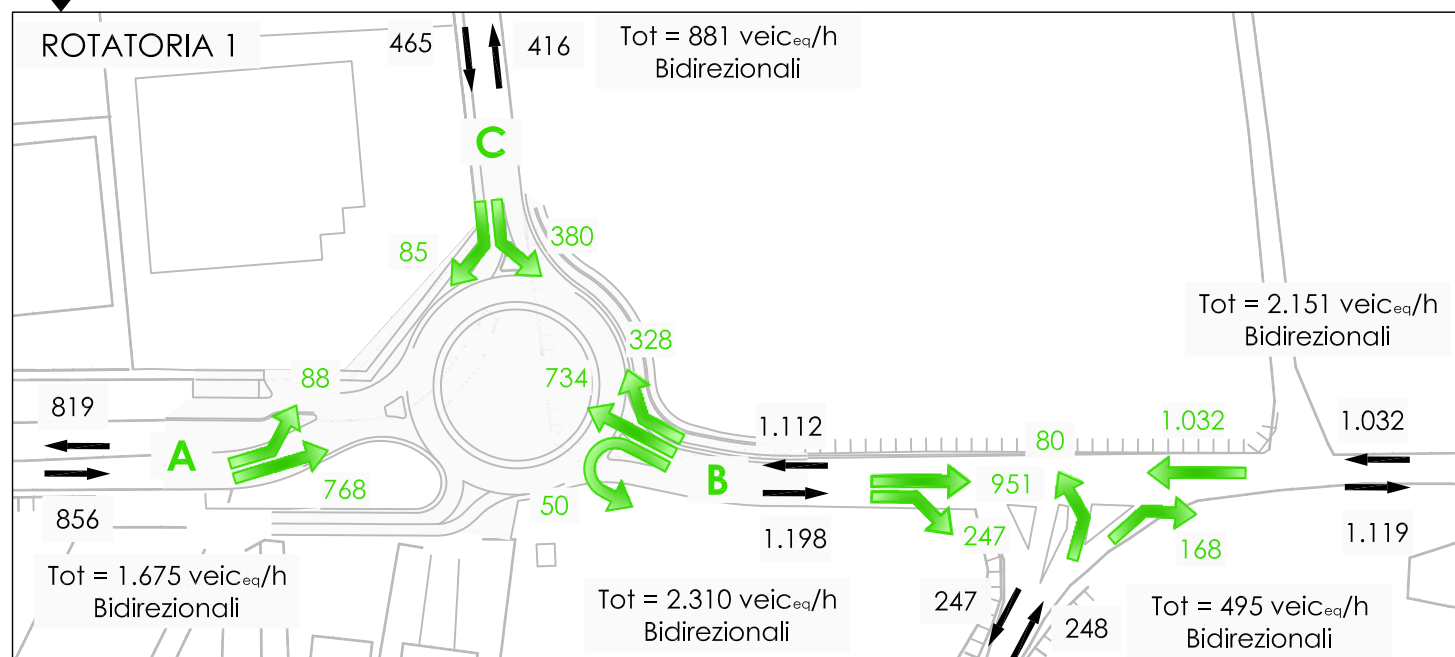 ROTATORIA 1
465
416
Tot = 881 veiceq/h
Bidirezionali
C
85
380
Tot = 2.151 veiceq/h
Bidirezionali
328
88
734
819
1.112
80
1.032
1.032
A
B
768
50
951
856
1.198
247
168
1.119
Tot = 1.675 veiceq/h
Bidirezionali
Tot = 2.310 veiceq/h
Bidirezionali
247
248
Tot = 495 veiceq/h
Bidirezionali